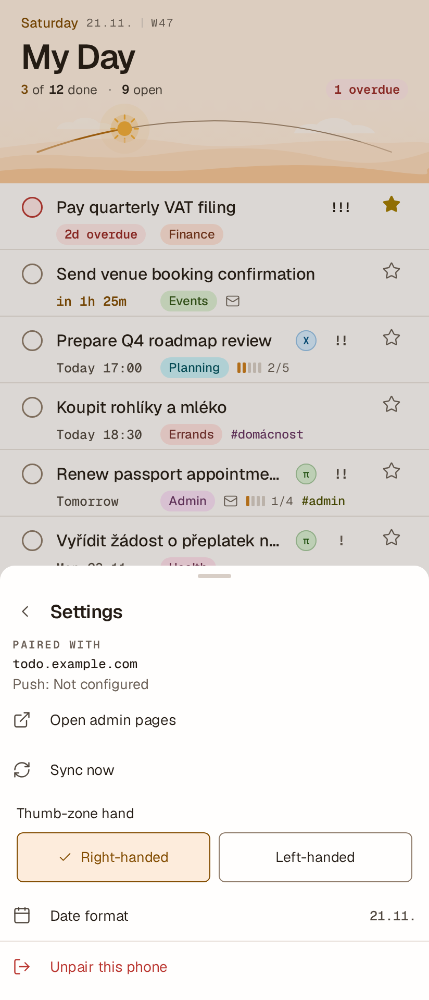 Saturday 21.11. | W47
My Day
3 of 12 done · 9 open
1 overdue
Pay quarterly VAT filing !!!
2d overdue Finance
Send venue booking confirmation
in 1h 25m Events
Prepare Q4 roadmap review X !!
Today 17:00 Planning 2/5
Koupit rohlíky a mléko
Today 18:30 Errands #domácnost
Renew passport appointme… π !!
Tomorrow Admin 1/4 #admin
Vyřídit žádost o přeplatek n… π !
Settings
PAIRED WITH
todo.example.com
Push: Not configured
Open admin pages
Sync now
Thumb-zone hand
Right-handed
Left-handed
Date format 21.11.
Unpair this phone